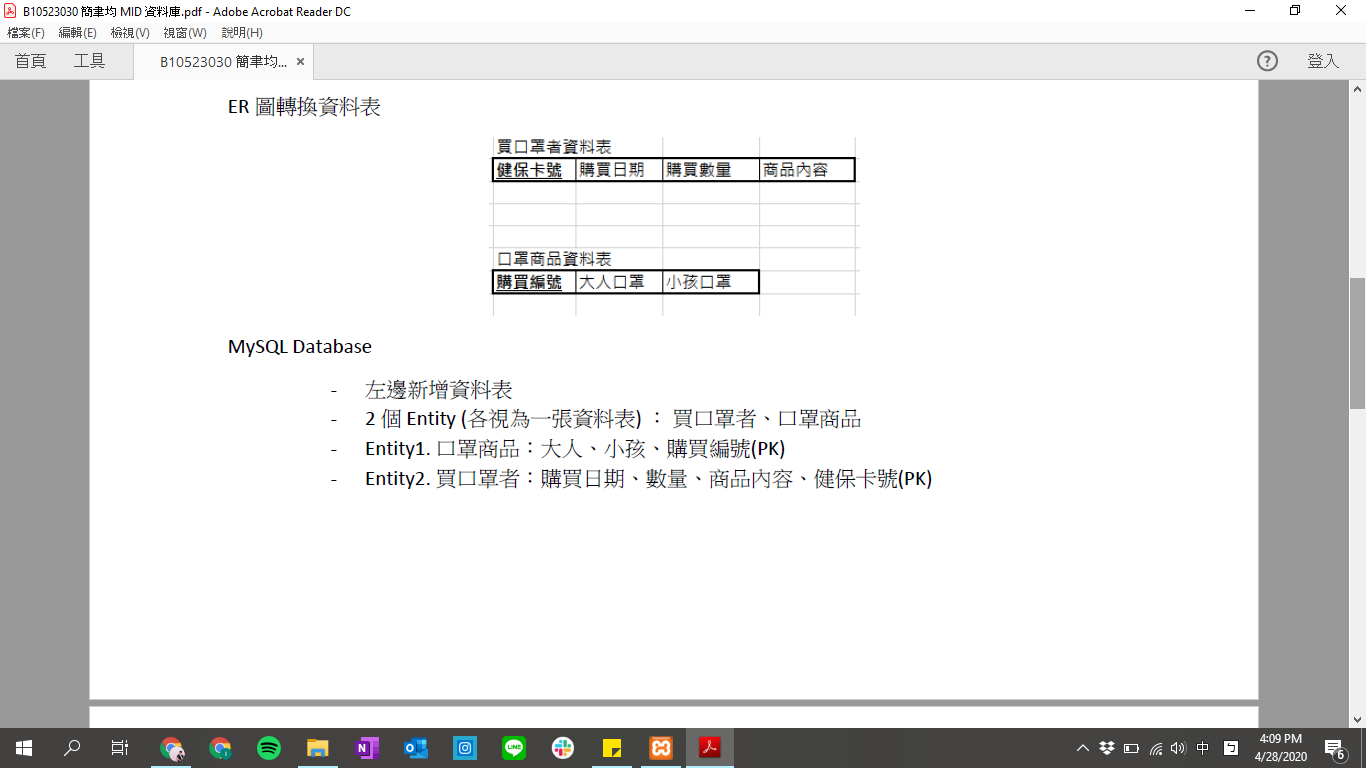 B10523030 簡聿均 MID 資料庫.pdf - Adobe Acrobat Reader DC
檔案(F) 編輯(E) 檢視(V) 視窗(W) 說明(H)
首頁 工具 B10523030 簡聿均... × ? 登入
ER 圖轉換資料表
買口罩者資料表
健保卡號 購買日期 購買數量 商品內容
口罩商品資料表
購買編號 大人口罩 小孩口罩
MySQL Database
- 左邊新增資料表
- 2 個 Entity (各視為一張資料表) : 買口罩者、口罩商品
- Entity1. 口罩商品：大人、小孩、購買編號(PK)
- Entity2. 買口罩者：購買日期、數量、商品內容、健保卡號(PK)
中 ㄅ 4:09 PM
4/28/2020 6